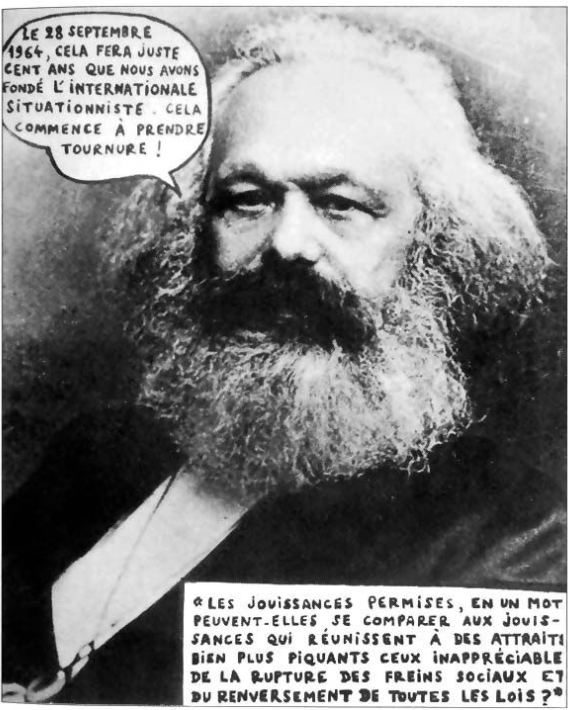 LE 28 SEPTEMBRE
1964, CELA FERA JUSTE
CENT ANS QUE NOUS AVONS
FONDÉ L'INTERNATIONALE
SITUATIONNISTE. CELA
COMMENCE À PRENDRE
TOURNURE !
"LES JOUISSANCES PERMISES, EN UN MOT
PEUVENT-ELLES SE COMPARER AUX JOUIS-
SANCES QUI RÉUNISSENT À DES ATTRAITS
BIEN PLUS PIQUANTS CEUX INAPPRÉCIABLE
DE LA RUPTURE DES FREINS SOCIAUX ET
DU RENVERSEMENT DE TOUTES LES LOIS ?"